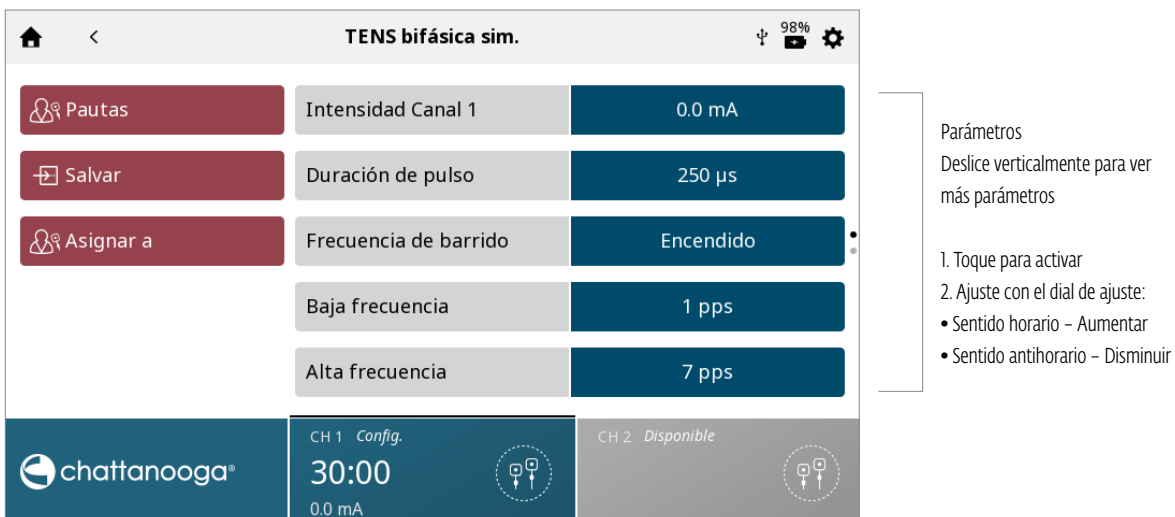 TENS bifásica sim.
98%
Pautas
Salvar
Asignar a
Intensidad Canal 1
0.0 mA
Duración de pulso
250 µs
Frecuencia de barrido
Encendido
Baja frecuencia
1 pps
Alta frecuencia
7 pps
chattanooga®
CH 1 Config.
30:00
0.0 mA
CH 2 Disponible
Parámetros
Deslice verticalmente para ver
más parámetros
1. Toque para activar
2. Ajuste con el dial de ajuste:
• Sentido horario – Aumentar
• Sentido antihorario – Disminuir